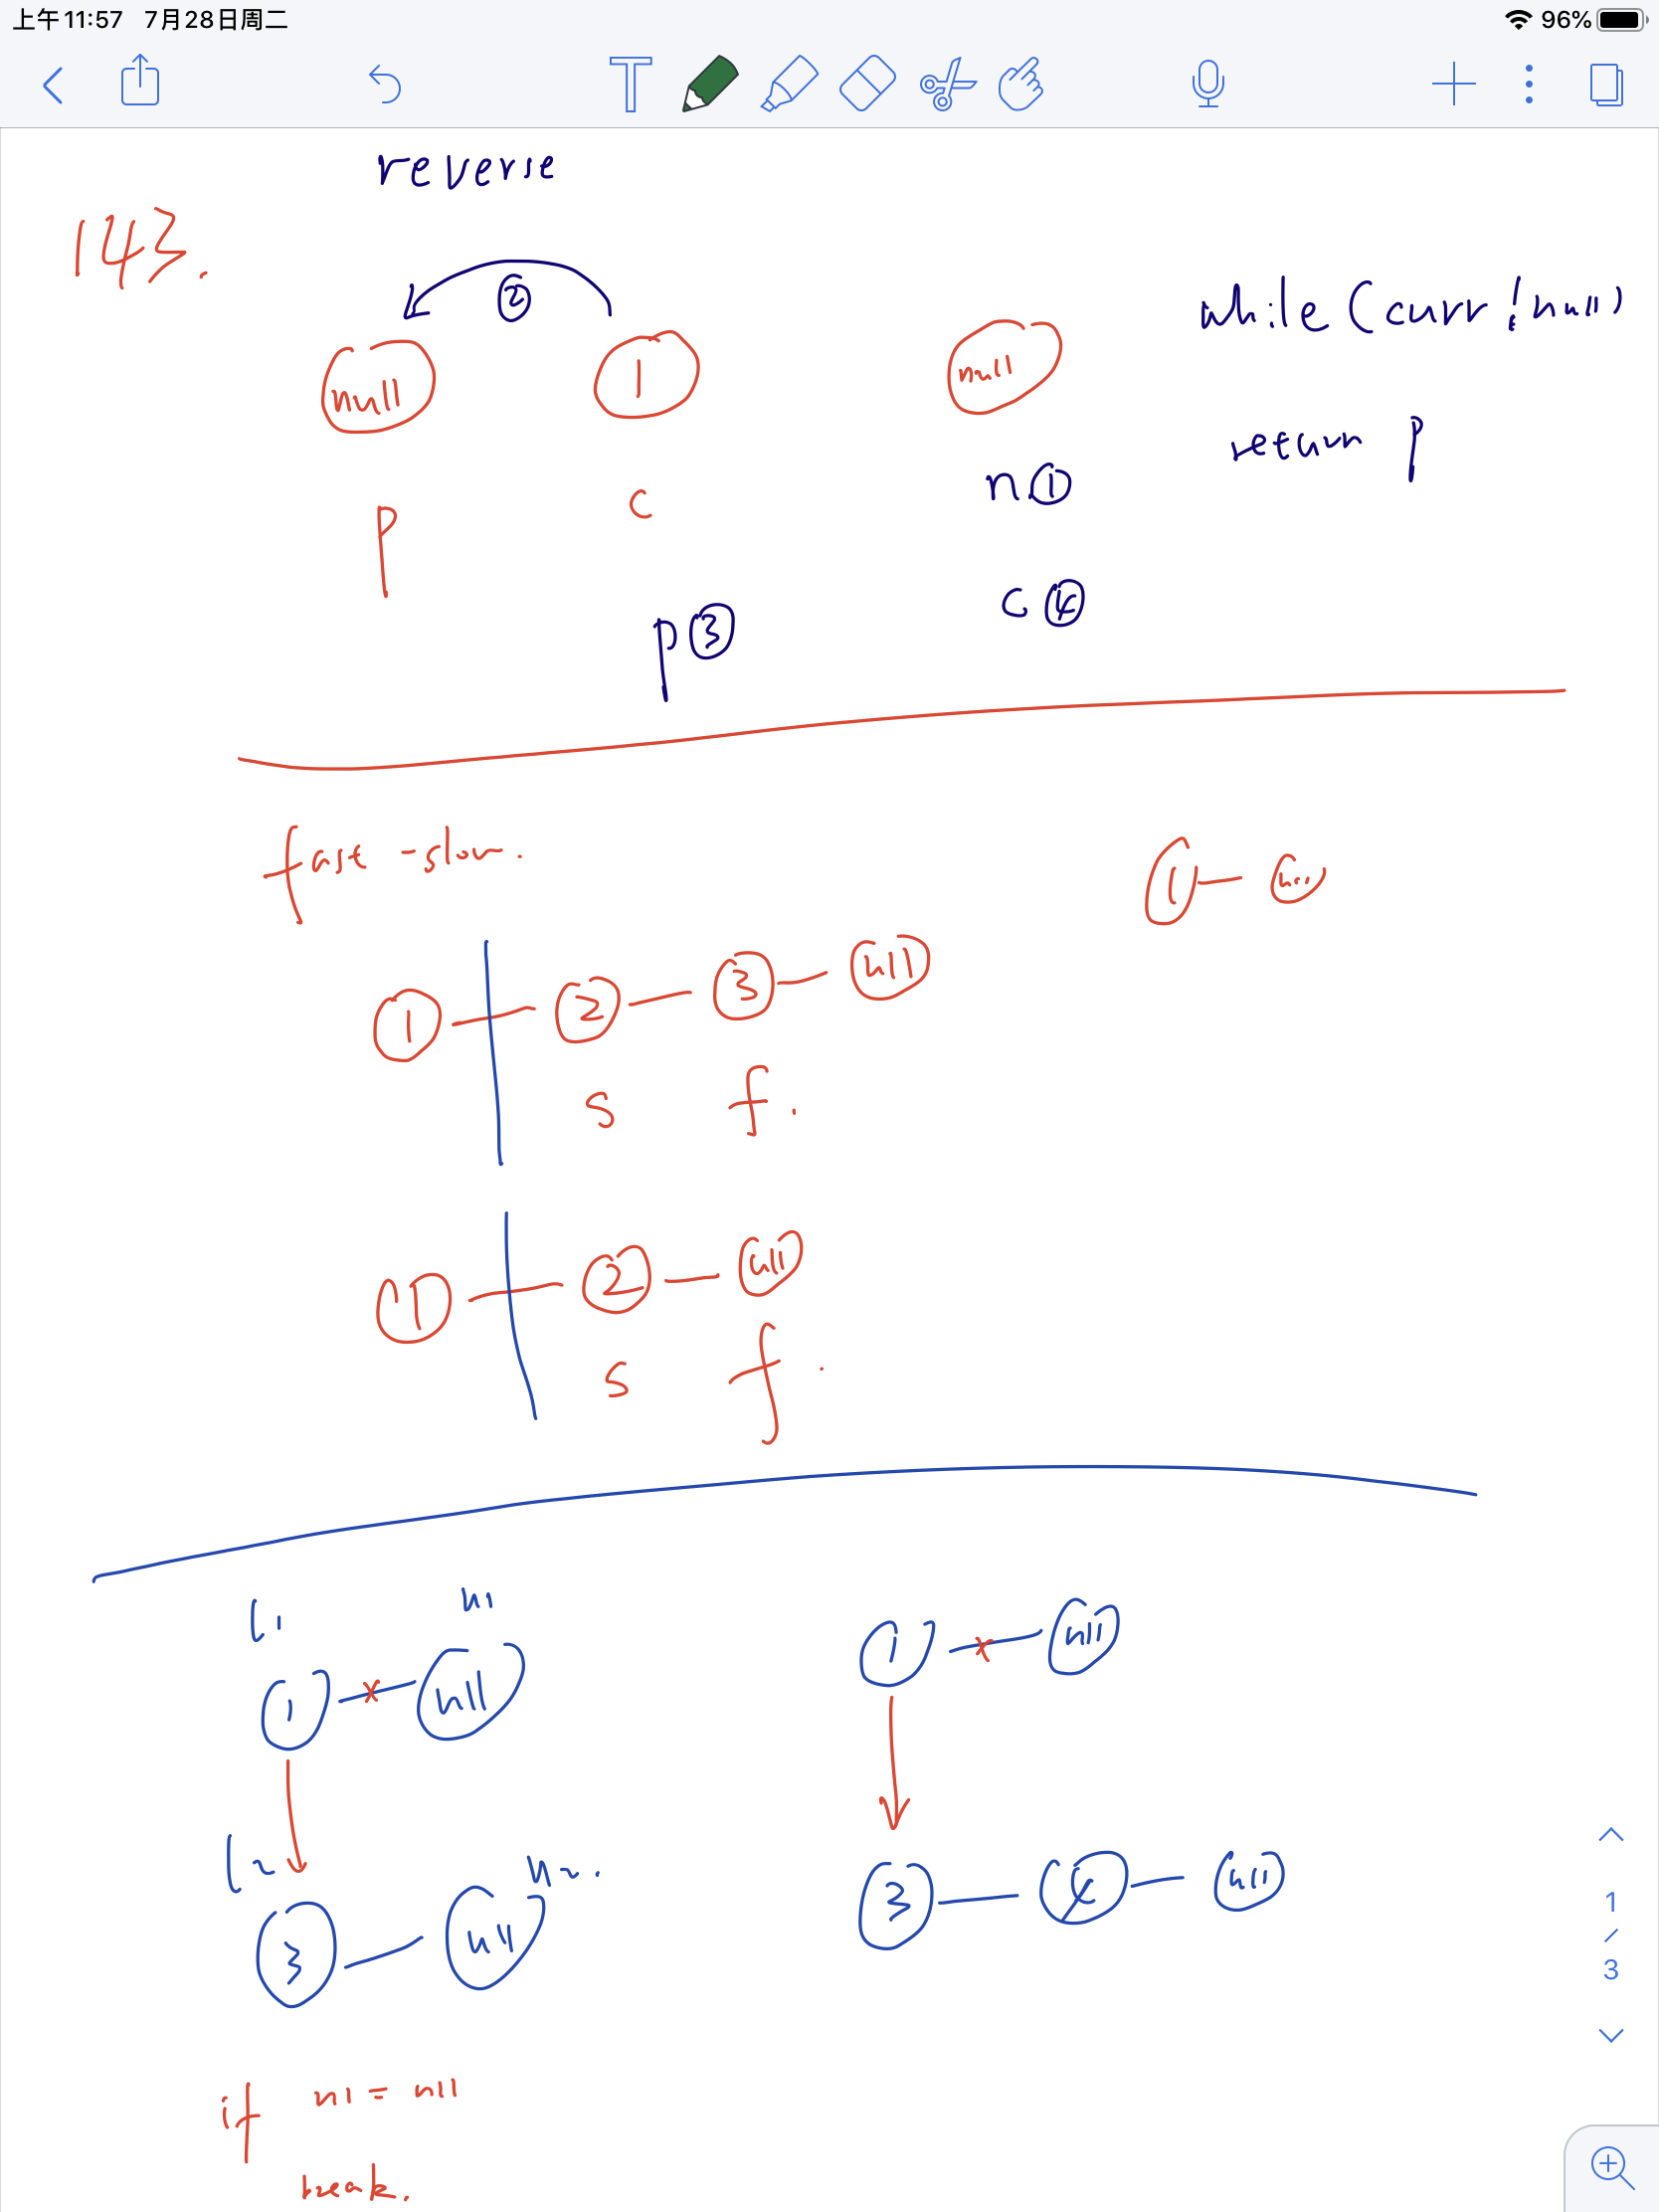 上午11:57 7月28日周二 96%
reverse
143.
②
while (curr != null)
null 1 null
return p
p c n①
c④
p③
fast - slow.
1 null
1 2 3 null
s f.
1 2 null
s f.
l1 n1
1 null
1 null
l2 n2.
3 null
3 4 null
1
/
3
if n1 = null
break.